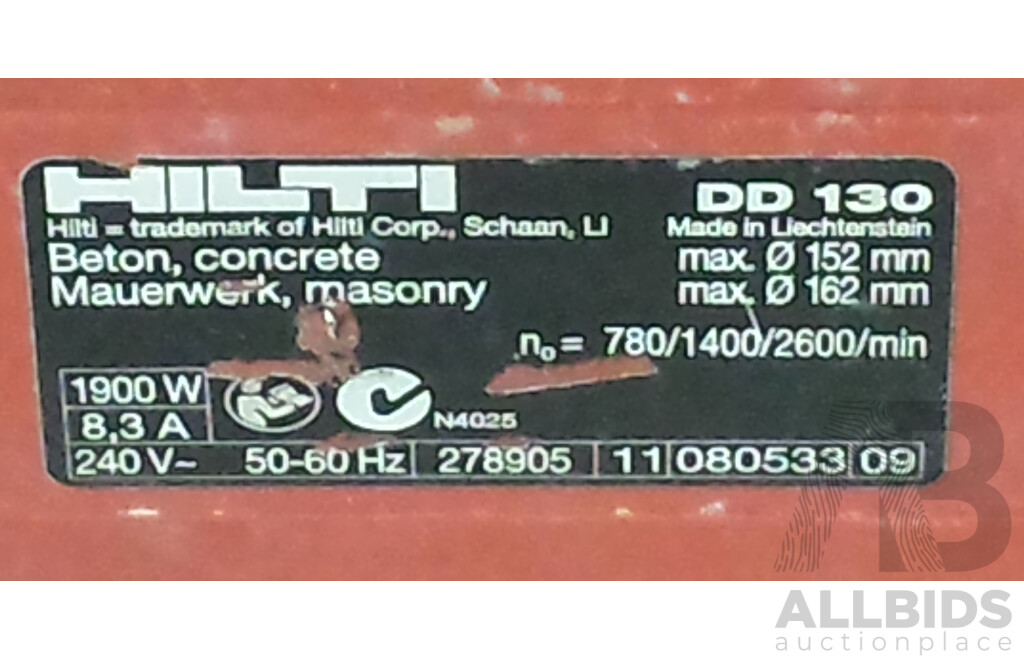 HILTI
DD 130
Hilti = trademark of Hilti Corp., Schaan, LI
Made in Liechtenstein
Beton, concrete
max. Ø 152 mm
Mauerwerk, masonry
max. Ø 162 mm
n₀= 780/1400/2600/min
1900 W
8,3 A
N4025
240 V~ 50-60 Hz 278905 11 080533 09
AB
ALLBIDS
auctionplace